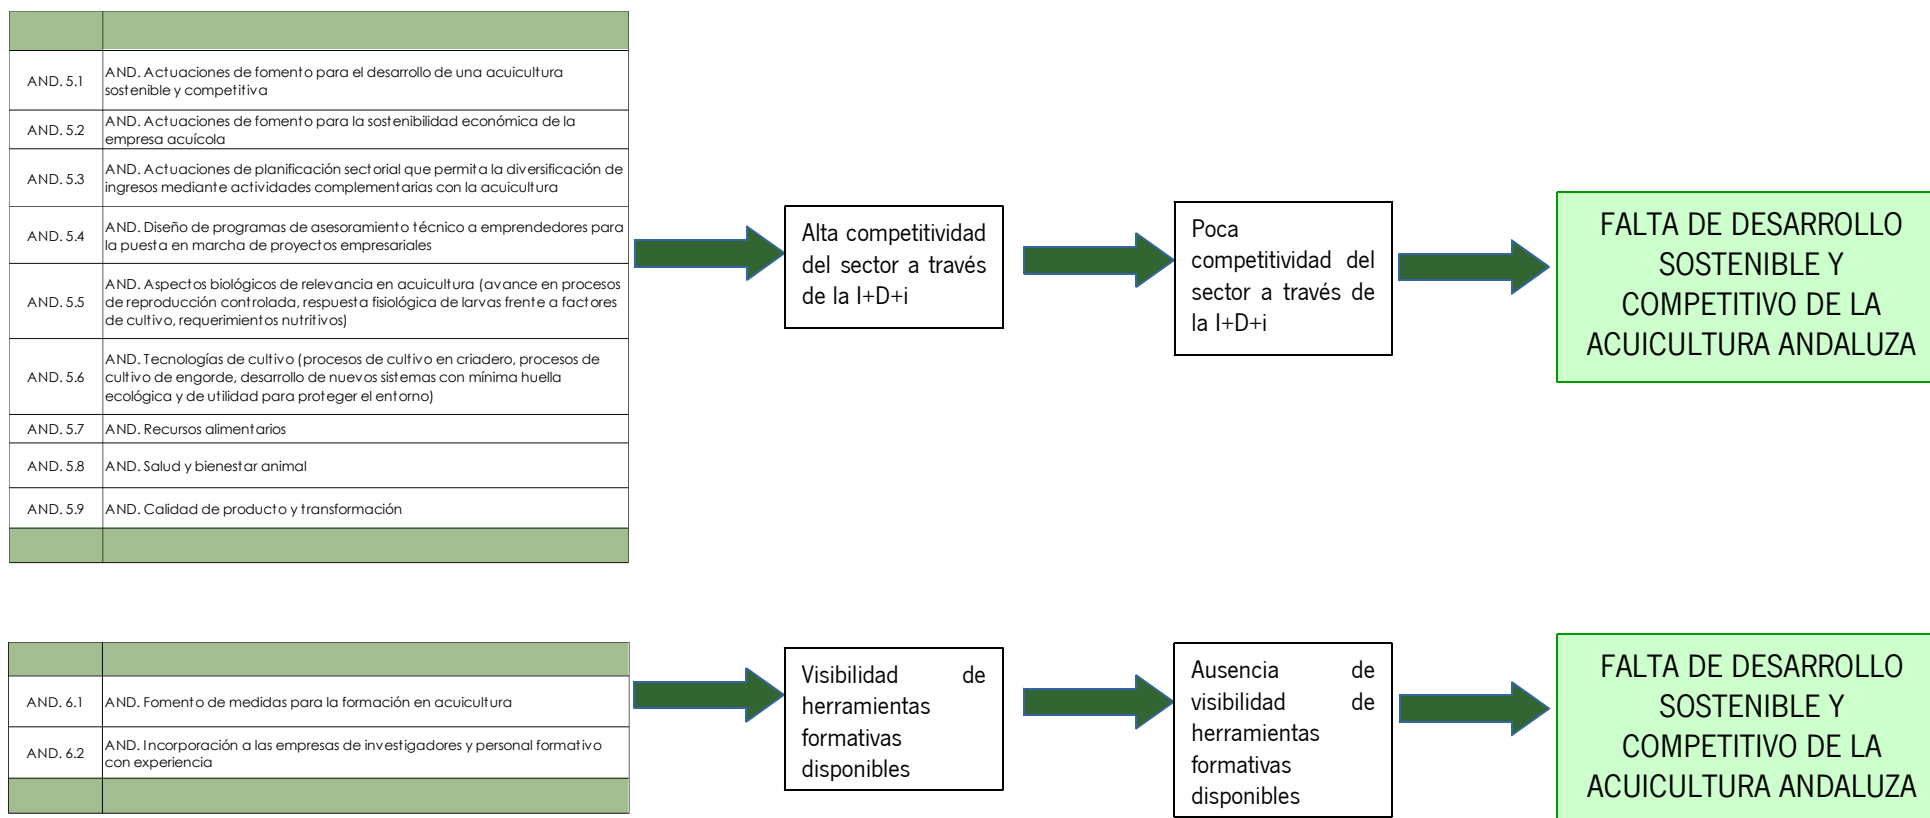 AND. 5.1
AND. Actuaciones de fomento para el desarrollo de una acuicultura
sostenible y competitiva
AND. 5.2
AND. Actuaciones de fomento para la sostenibilidad económica de la
empresa acuícola
AND. 5.3
AND. Actuaciones de planificación sectorial que permita la diversificación de
ingresos mediante actividades complementarias con la acuicultura
AND. 5.4
AND. Diseño de programas de asesoramiento técnico a emprendedores para
la puesta en marcha de proyectos empresariales
AND. 5.5
AND. Aspectos biológicos de relevancia en acuicultura (avance en procesos
de reproducción controlada, respuesta fisiológica de larvas frente a factores
de cultivo, requerimientos nutritivos)
AND. 5.6
AND. Tecnologías de cultivo (procesos de cultivo en criadero, procesos de
cultivo de engorde, desarrollo de nuevos sistemas con mínima huella
ecológica y de utilidad para proteger el entorno)
AND. 5.7
AND. Recursos alimentarios
AND. 5.8
AND. Salud y bienestar animal
AND. 5.9
AND. Calidad de producto y transformación
Alta competitividad
del sector a través
de la I+D+i
Poca
competitividad del
sector a través de
la I+D+i
FALTA DE DESARROLLO
SOSTENIBLE Y
COMPETITIVO DE LA
ACUICULTURA ANDALUZA
AND. 6.1
AND. Fomento de medidas para la formación en acuicultura
AND. 6.2
AND. Incorporación a las empresas de investigadores y personal formativo
con experiencia
Visibilidad de
herramientas
formativas
disponibles
Ausencia de
visibilidad de
herramientas
formativas
disponibles
FALTA DE DESARROLLO
SOSTENIBLE Y
COMPETITIVO DE LA
ACUICULTURA ANDALUZA